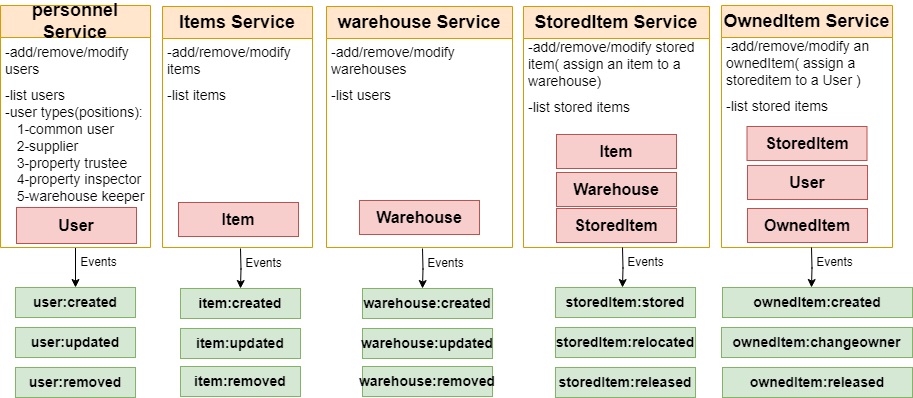 personnel
Service
-add/remove/modify
users
-list users
-user types(positions):
1-common user
2-supplier
3-property trustee
4-property inspector
5-warehouse keeper
User
Events
user:created
user:updated
user:removed
Items Service
-add/remove/modify
items
-list items
Item
Events
item:created
item:updated
item:removed
warehouse Service
-add/remove/modify
warehouses
-list users
Warehouse
Events
warehouse:created
warehouse:updated
warehouse:removed
StoredItem Service
-add/remove/modify stored
item( assign an item to a
warehouse)
-list stored items
Item
Warehouse
StoredItem
Events
storedItem:stored
storedItem:relocated
storedItem:released
OwnedItem Service
-add/remove/modify an
ownedItem( assign a
storeditem to a User )
-list stored items
StoredItem
User
OwnedItem
Events
ownedItem:created
ownedItem:changeowner
ownedItem:released